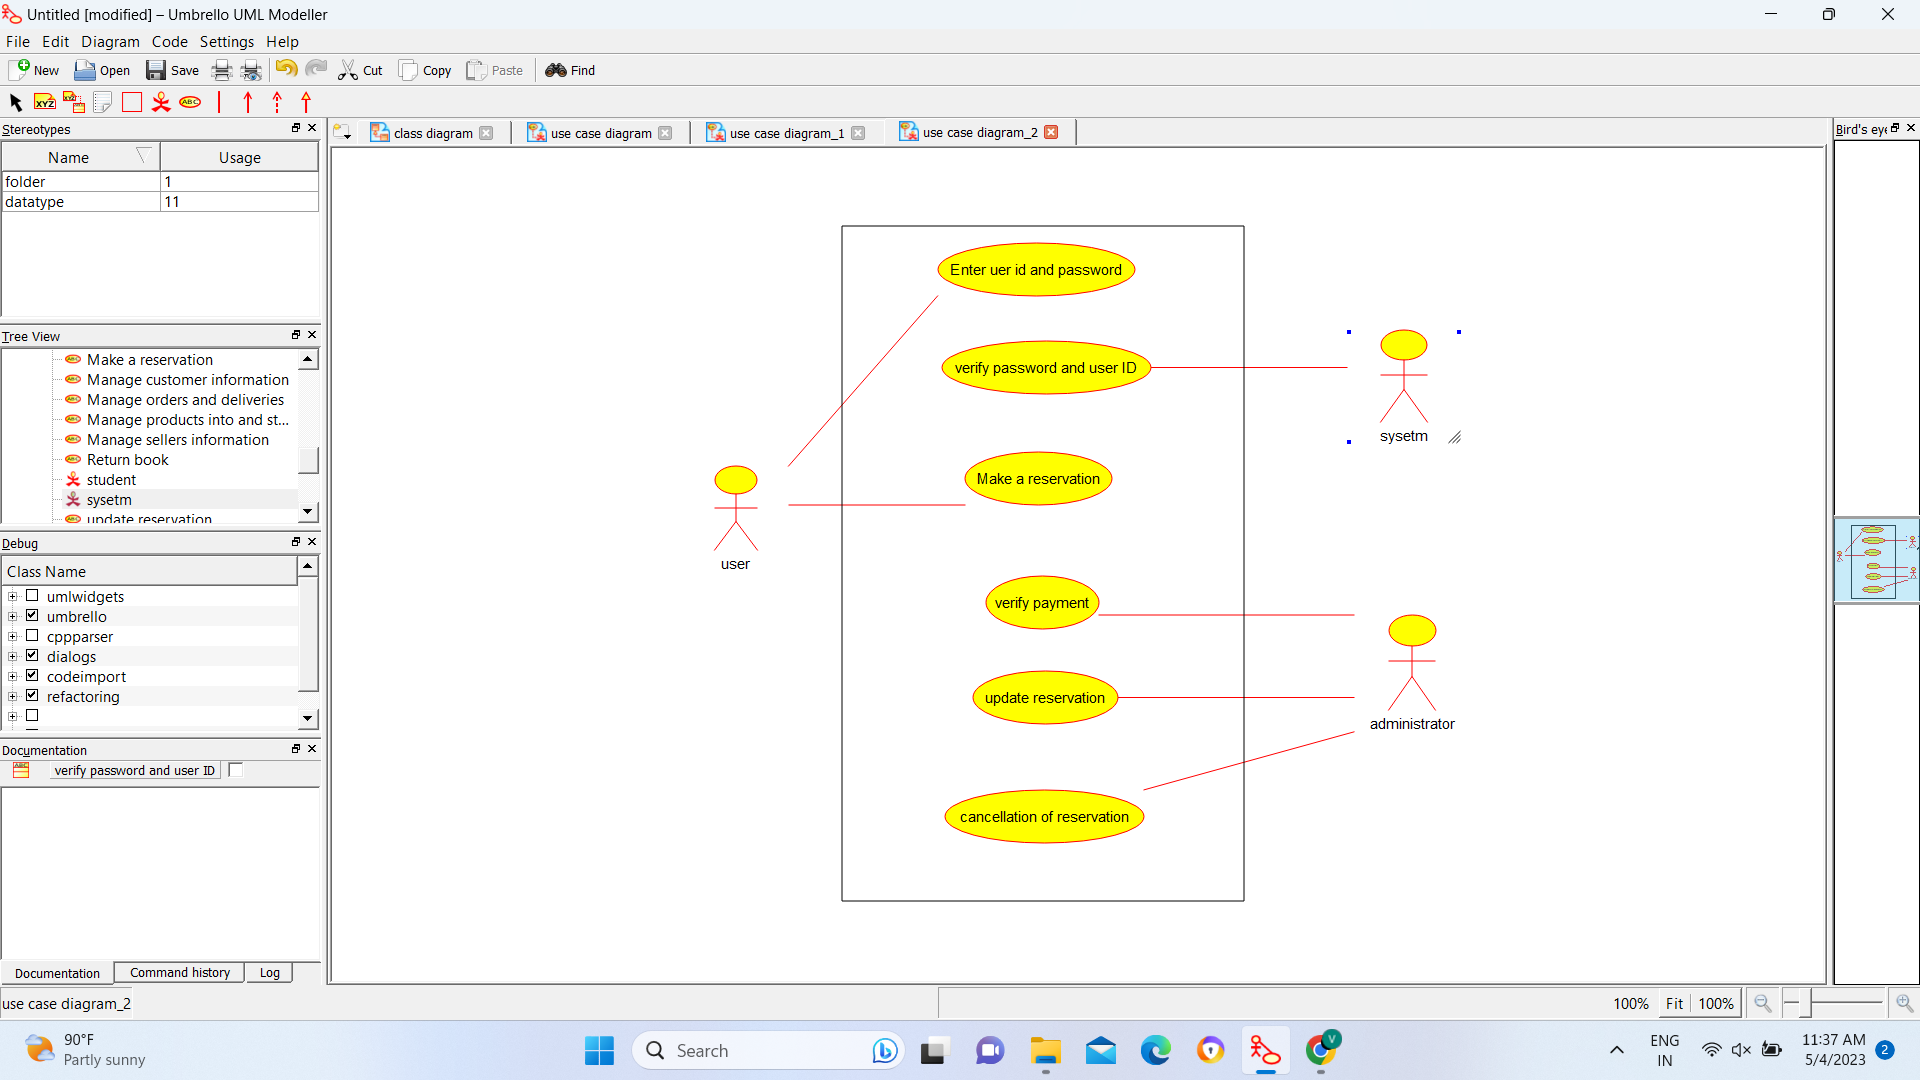 Untitled [modified] – Umbrello UML Modeller
File Edit Diagram Code Settings Help
New Open Save Cut Copy Paste Find
XYZ XYZ ABC
Stereotypes
Name Usage
folder 1
datatype 11
Tree View
Make a reservation
Manage customer information
Manage orders and deliveries
Manage products into and st...
Manage sellers information
Return book
student
sysetm
update reservation
Debug
Class Name
umlwidgets
umbrello
cppparser
dialogs
codeimport
refactoring
Documentation
verify password and user ID
Documentation Command history Log
use case diagram_2
class diagram use case diagram use case diagram_1 use case diagram_2
Enter uer id and password
verify password and user ID
sysetm
Make a reservation
user
verify payment
update reservation
administrator
cancellation of reservation
Bird's eye
100% Fit 100%
90°F
Partly sunny
Search
V
ENG
IN
11:37 AM
5/4/2023
2